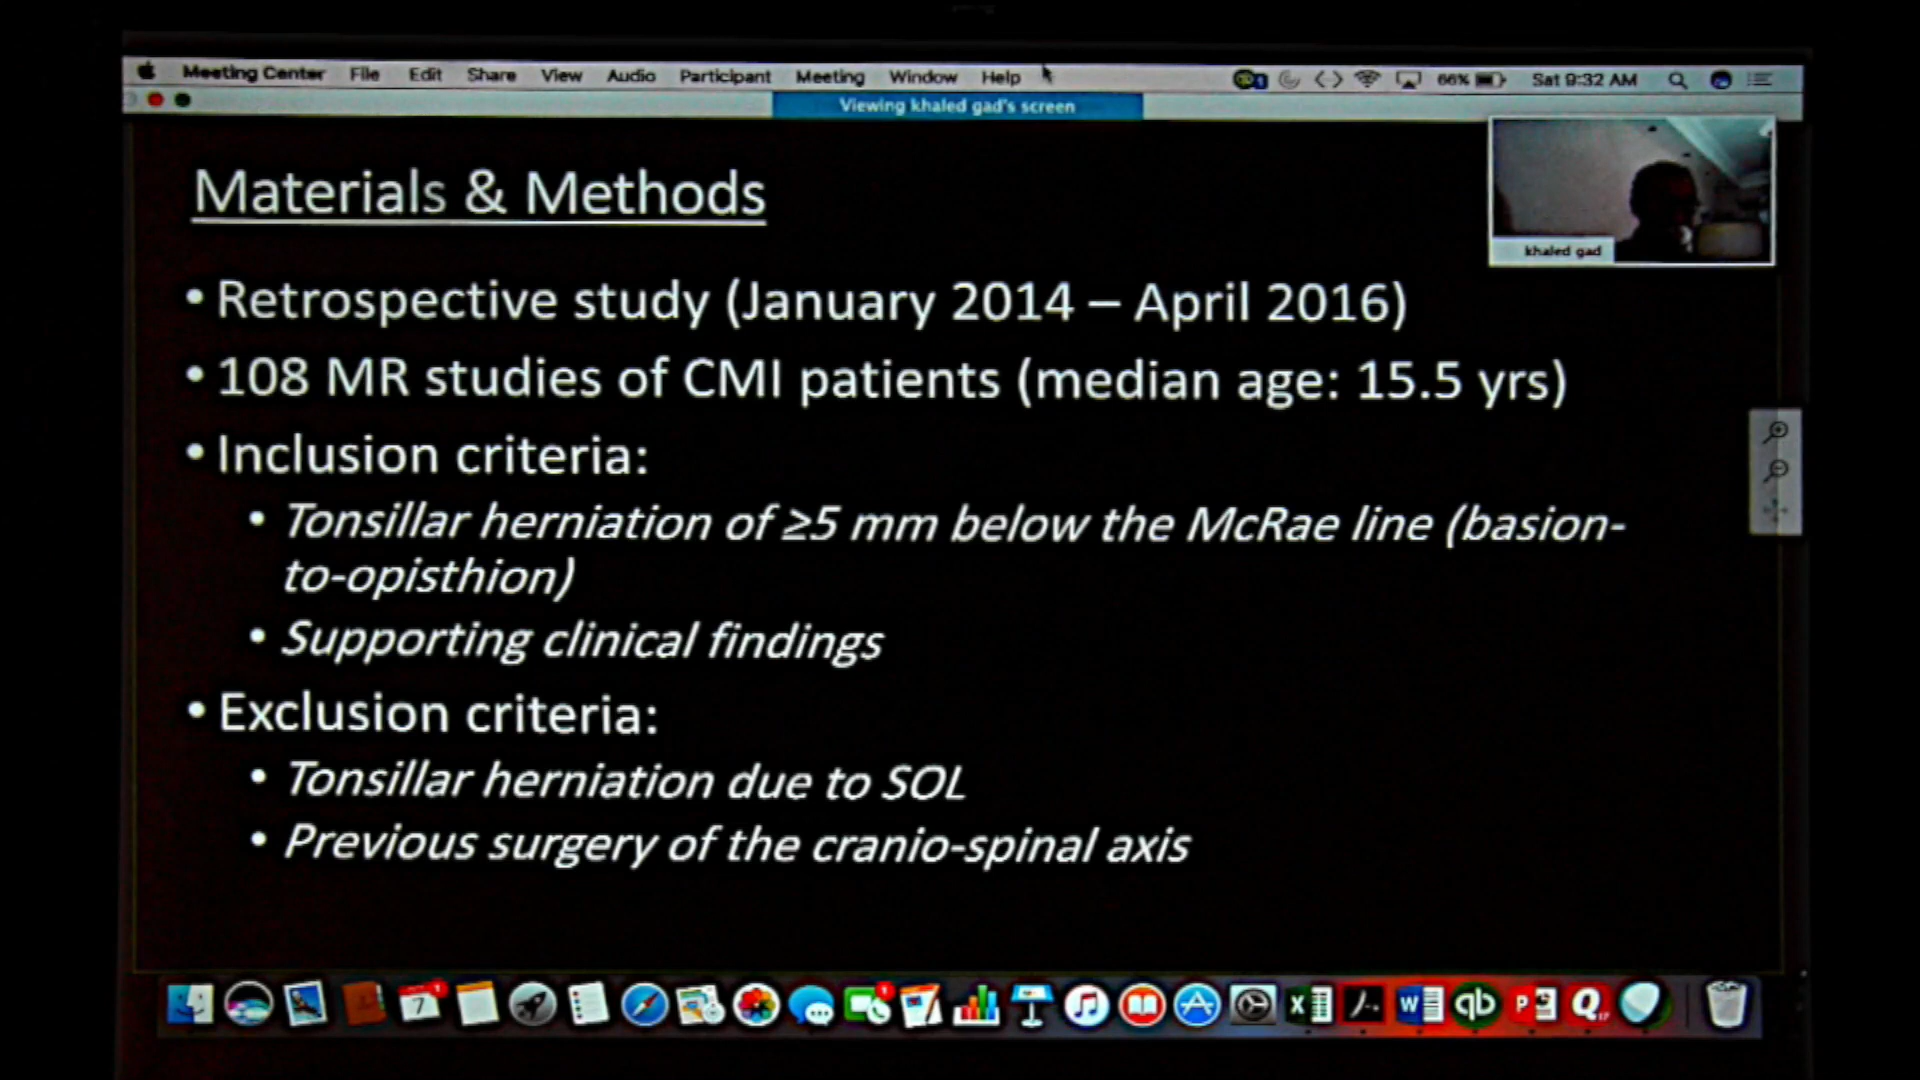 Meeting Center File Edit Share View Audio Participant Meeting Window Help 66% Sat 9:32 AM
Viewing khaled gad's screen
khaled gad
Materials & Methods
• Retrospective study (January 2014 – April 2016)
• 108 MR studies of CMI patients (median age: 15.5 yrs)
• Inclusion criteria:
• Tonsillar herniation of ≥5 mm below the McRae line (basion-
to-opisthion)
• Supporting clinical findings
• Exclusion criteria:
• Tonsillar herniation due to SOL
• Previous surgery of the cranio-spinal axis
7